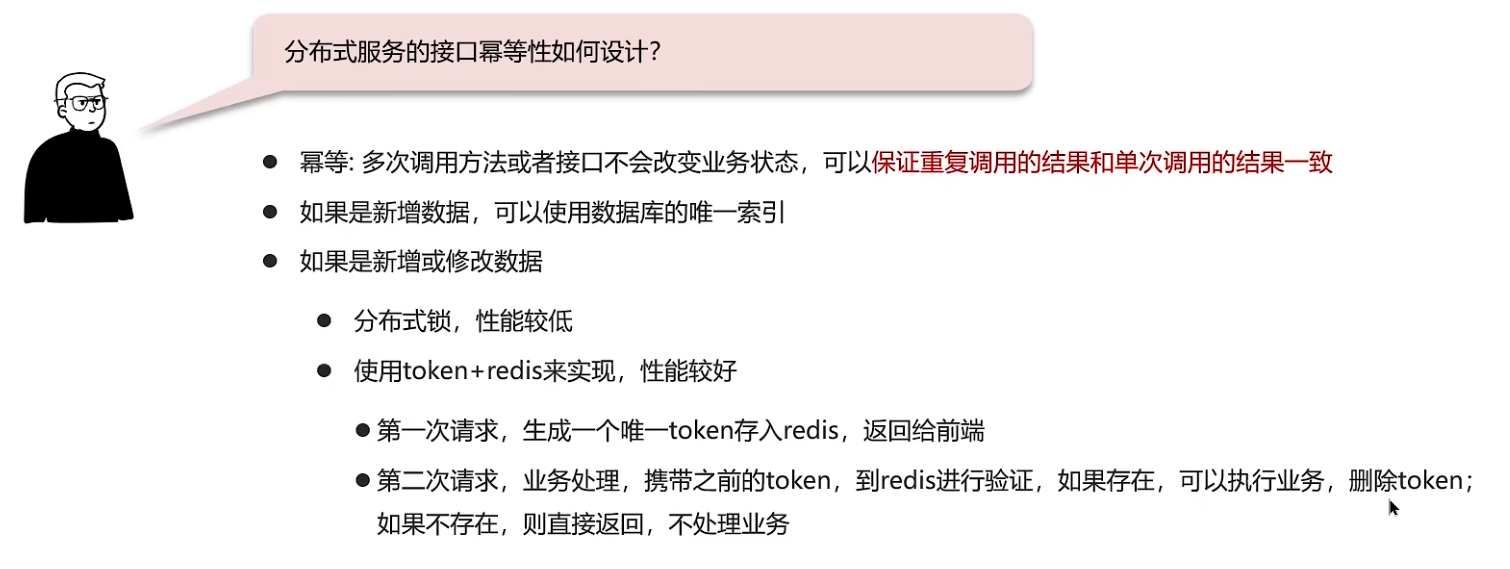 分布式服务的接口幂等性如何设计?
幂等: 多次调用方法或者接口不会改变业务状态，可以保证重复调用的结果和单次调用的结果一致
如果是新增数据，可以使用数据库的唯一索引
如果是新增或修改数据
分布式锁，性能较低
使用token+redis来实现，性能较好
第一次请求，生成一个唯一token存入redis，返回给前端
第二次请求，业务处理，携带之前的token，到redis进行验证，如果存在，可以执行业务，删除token；
如果不存在，则直接返回，不处理业务